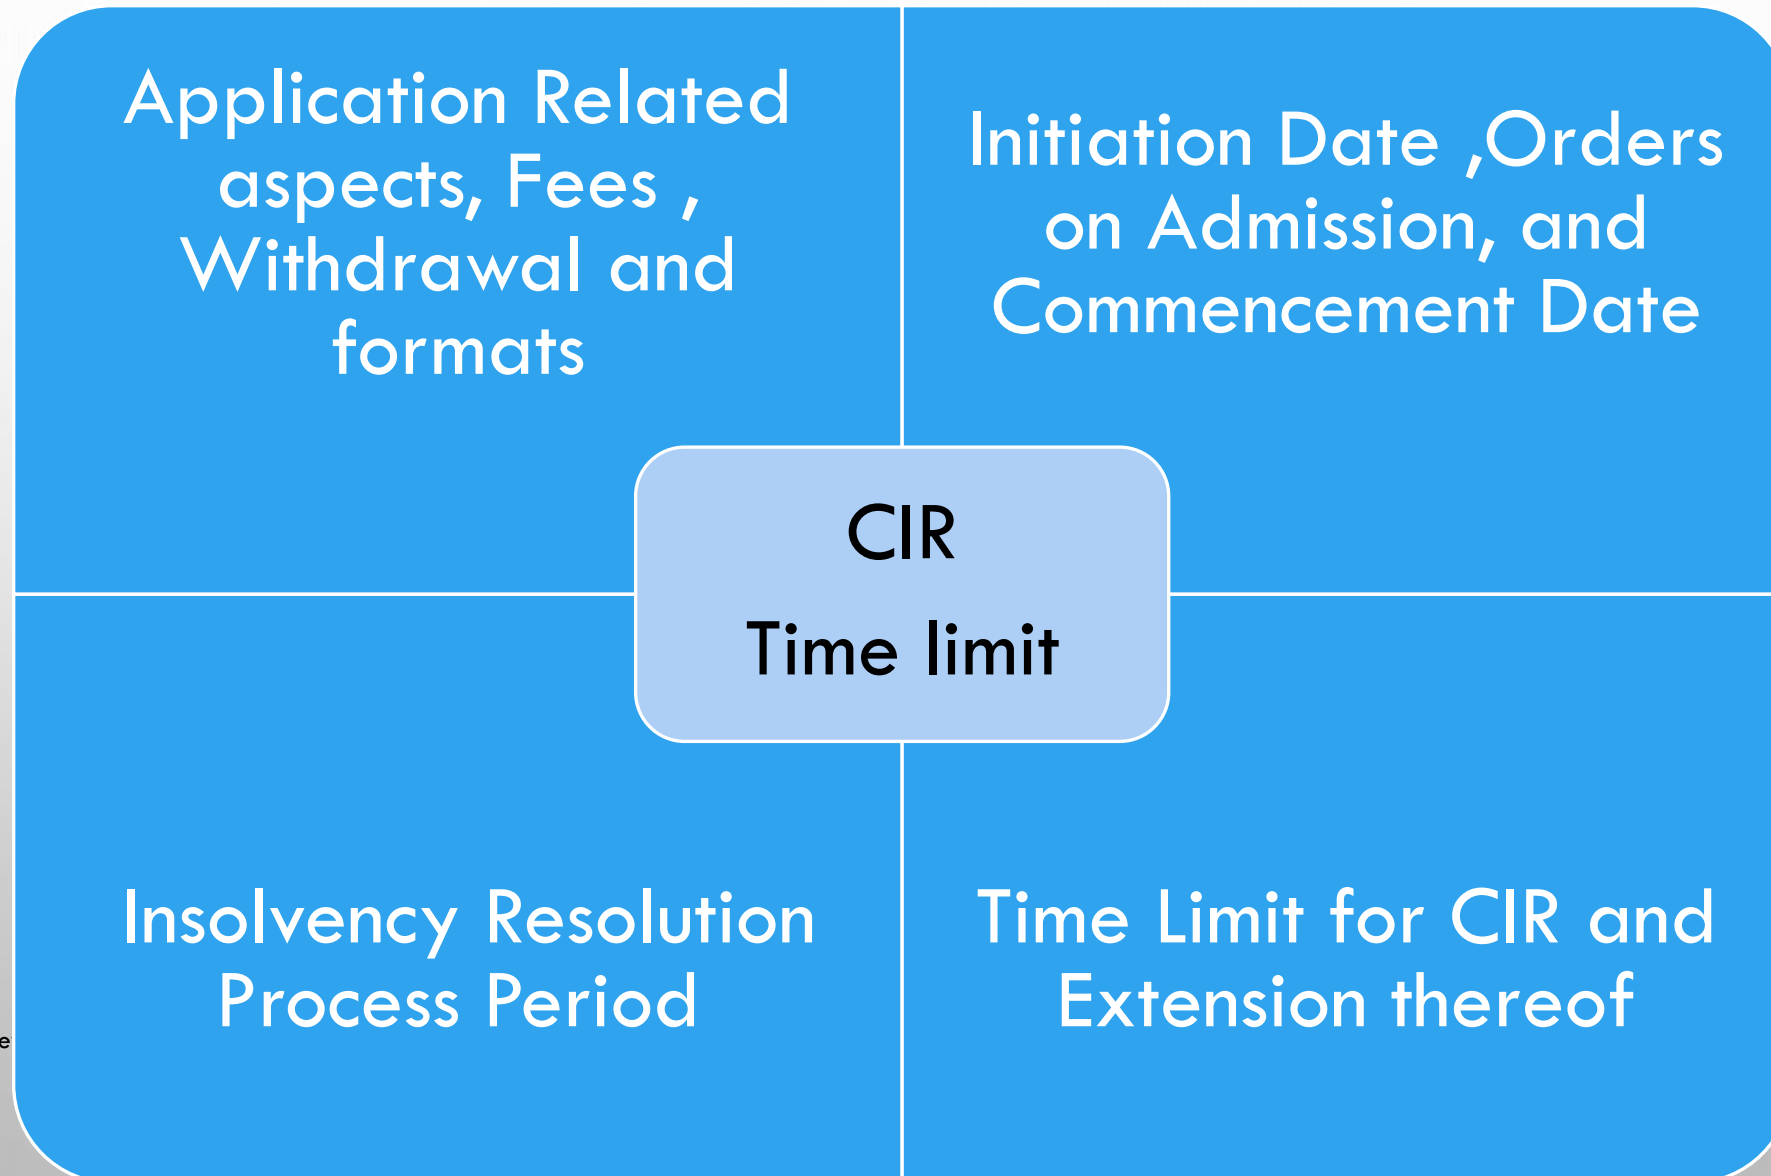 Application Related
aspects, Fees ,
Withdrawal and
formats
Initiation Date ,Orders
on Admission, and
Commencement Date
CIR
Time limit
Insolvency Resolution
Process Period
Time Limit for CIR and
Extension thereof